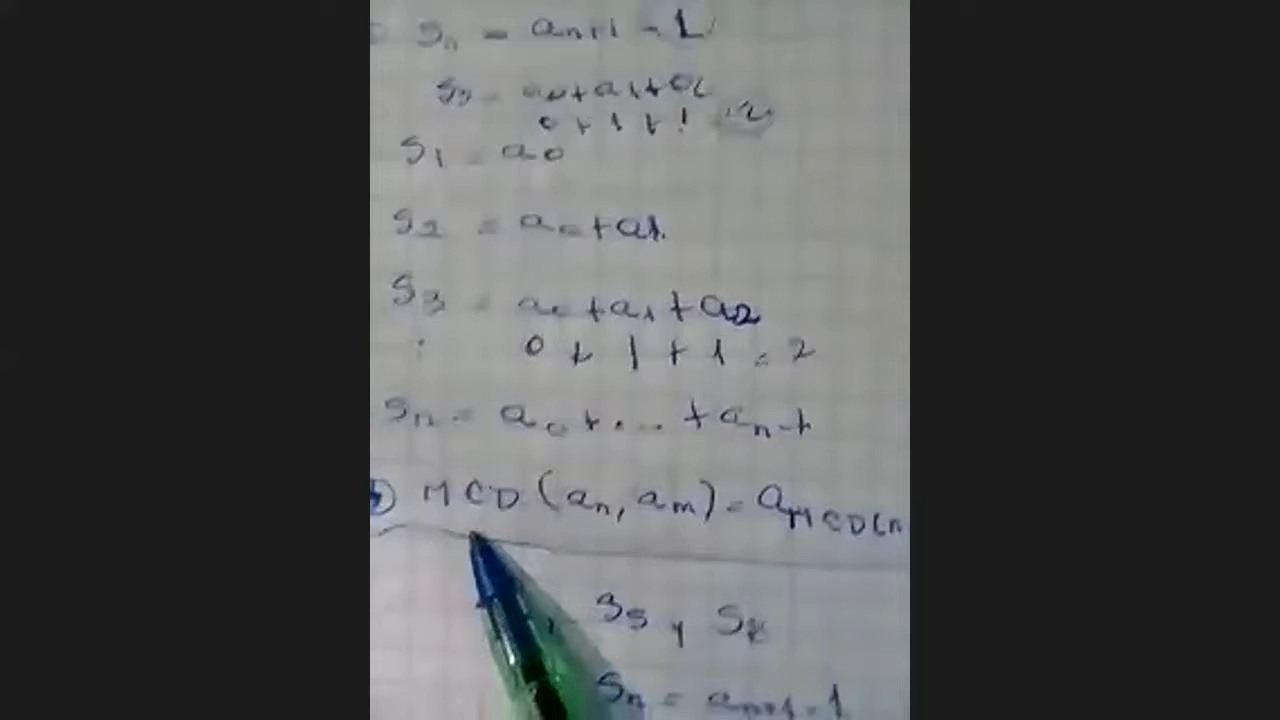 Sn = an+1 - 1
S3 = a0+a1+a2
0 + 1 + 1 = 2
S1 = a0
S2 = a0+a1.
S3 = a0 +a1+a2
: 0 + 1 + 1 = 2
Sn = a0+ ... +an-1
MCD (an, am) = aMCD(n
S5 y S8
Sn = an+1 - 1